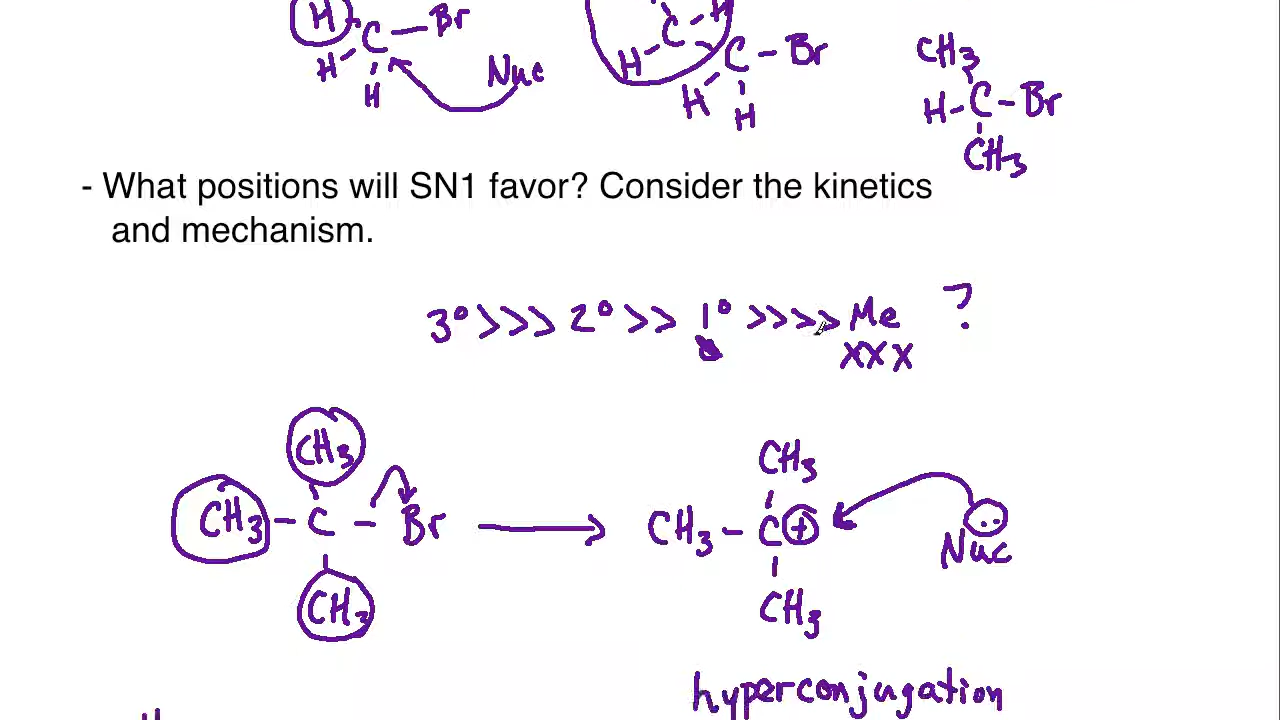 H C Br
H H
Nuc
C H
H C Br
H H
CH3
H-C-Br
CH3
- What positions will SN1 favor? Consider the kinetics
and mechanism.
3° >>> 2° >> 1° >>>> Me ?
XXX
CH3
CH3 - C - Br
CH3
CH3
CH3 - C +
CH3
Nuc
hyperconjugation